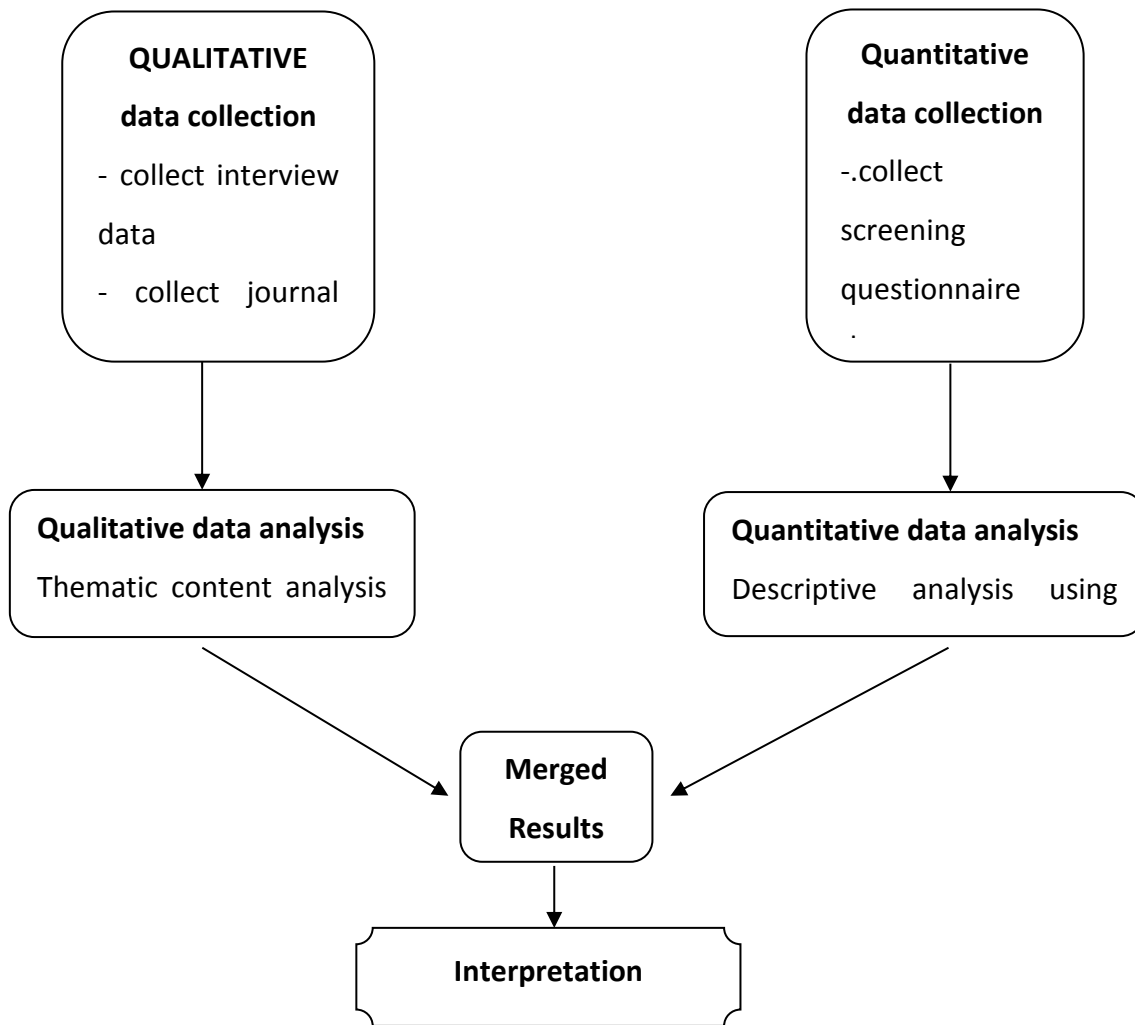 QUALITATIVE
data collection
- collect interview
data
- collect journal
Quantitative
data collection
-.collect
screening
questionnaire
.
Qualitative data analysis
Thematic content analysis
Quantitative data analysis
Descriptive analysis using
Merged
Results
Interpretation